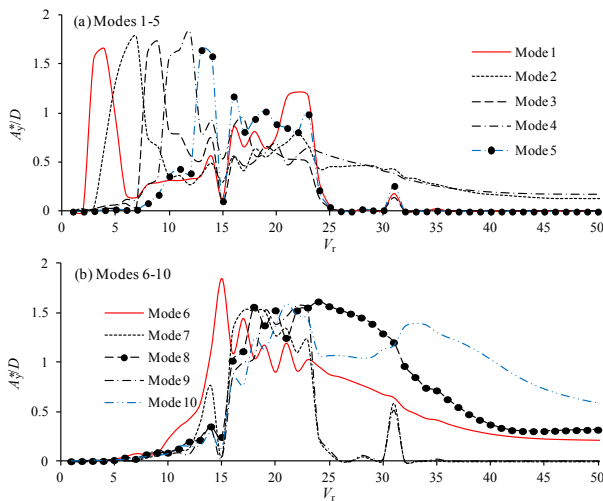 (a) Modes 1-5
2
1.5
1
0.5
0
A*y/D
Mode 1
Mode 2
Mode 3
Mode 4
Mode 5
0 5 10 15 20 25 30 35 40 45 50
Vr
(b) Modes 6-10
2
1.5
1
0.5
0
A*y/D
Mode 6
Mode 7
Mode 8
Mode 9
Mode 10
0 5 10 15 20 25 30 35 40 45 50
Vr